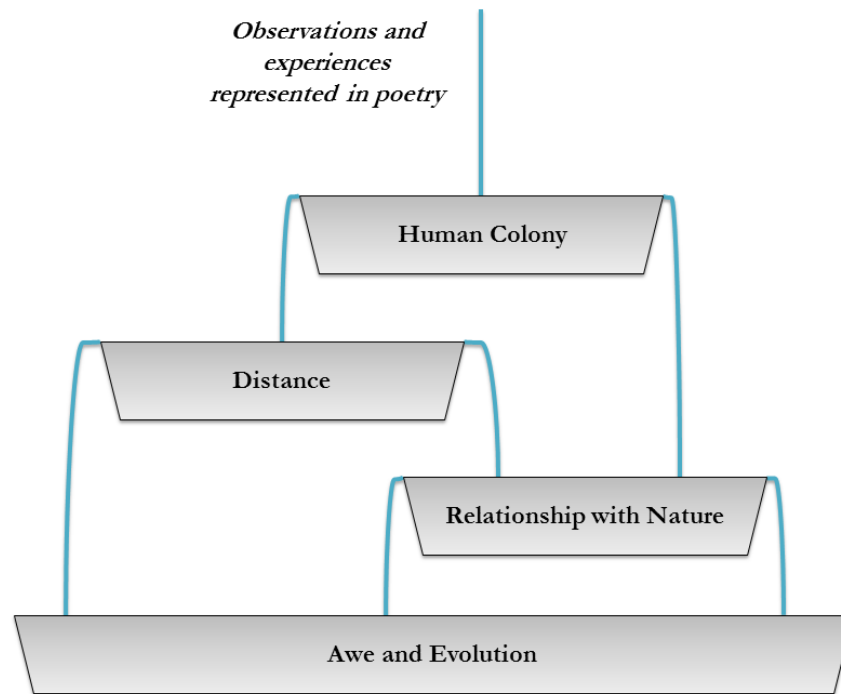 Observations and
experiences
represented in poetry
Human Colony
Distance
Relationship with Nature
Awe and Evolution